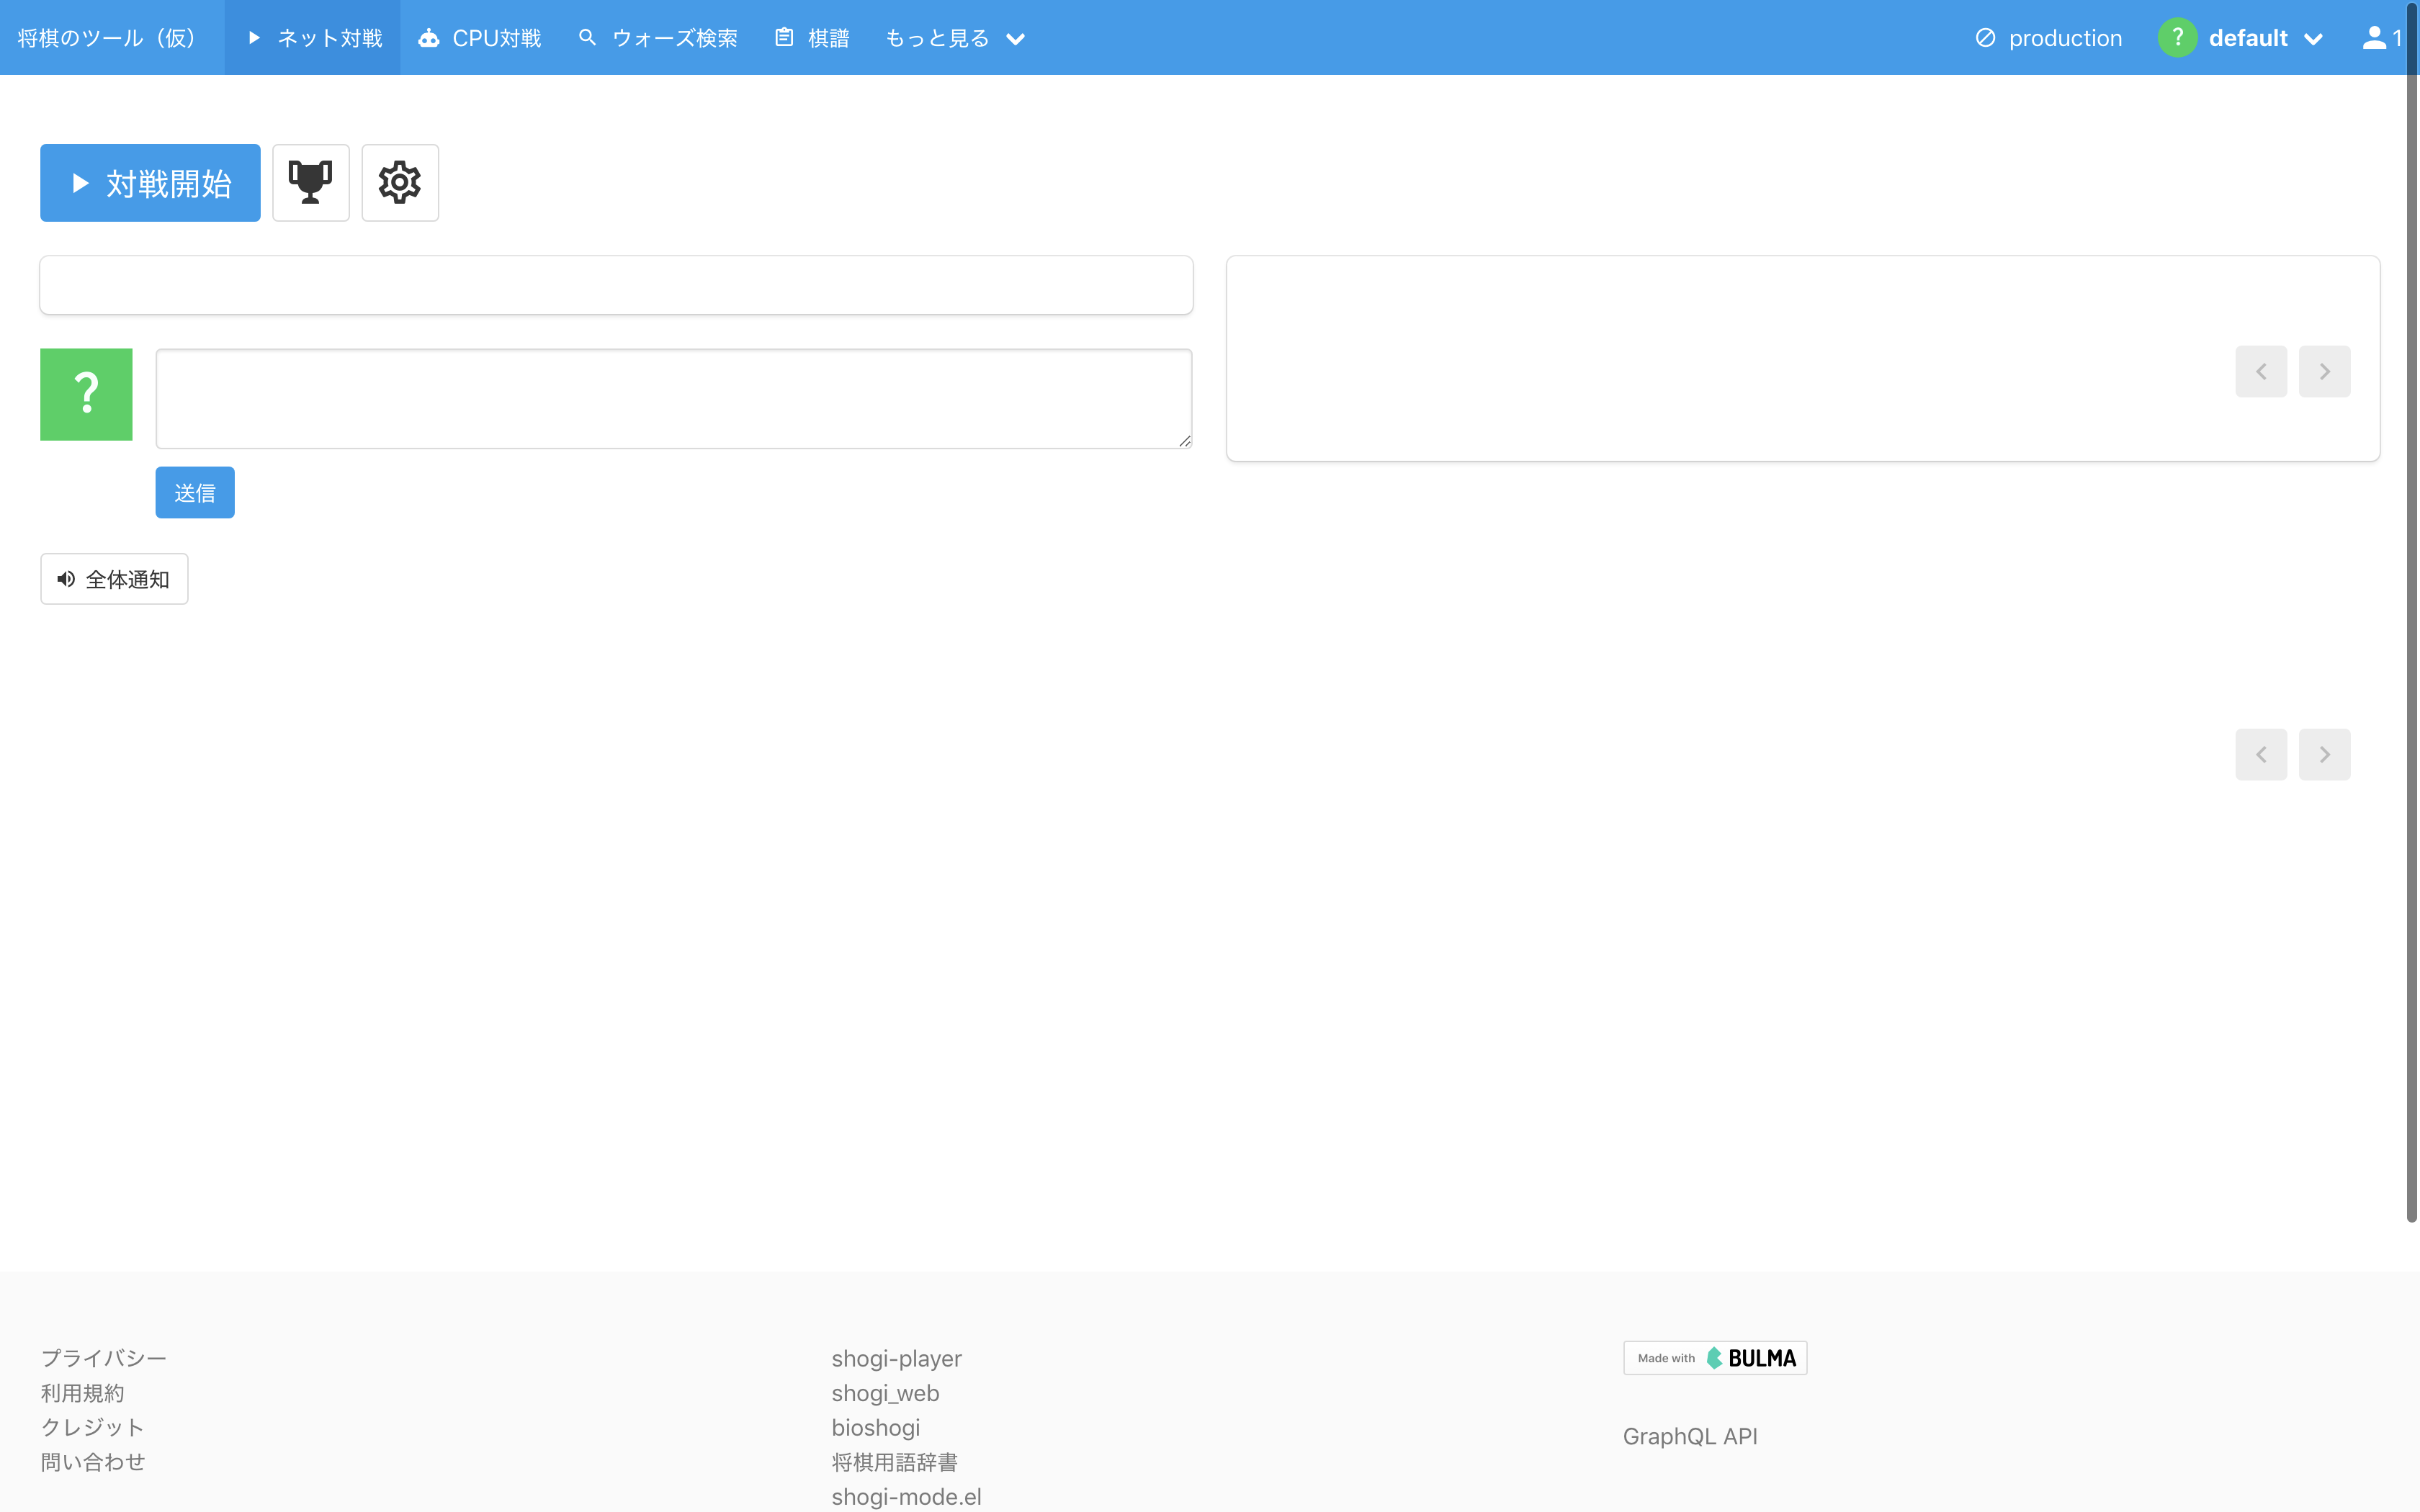 将棋のツール（仮） ネット対戦 CPU対戦 ウォーズ検索 棋譜 もっと見る production ? default 1
対戦開始
?
送信
全体通知
プライバシー
利用規約
クレジット
問い合わせ
shogi-player
shogi_web
bioshogi
将棋用語辞書
shogi-mode.el
Made with BULMA
GraphQL API